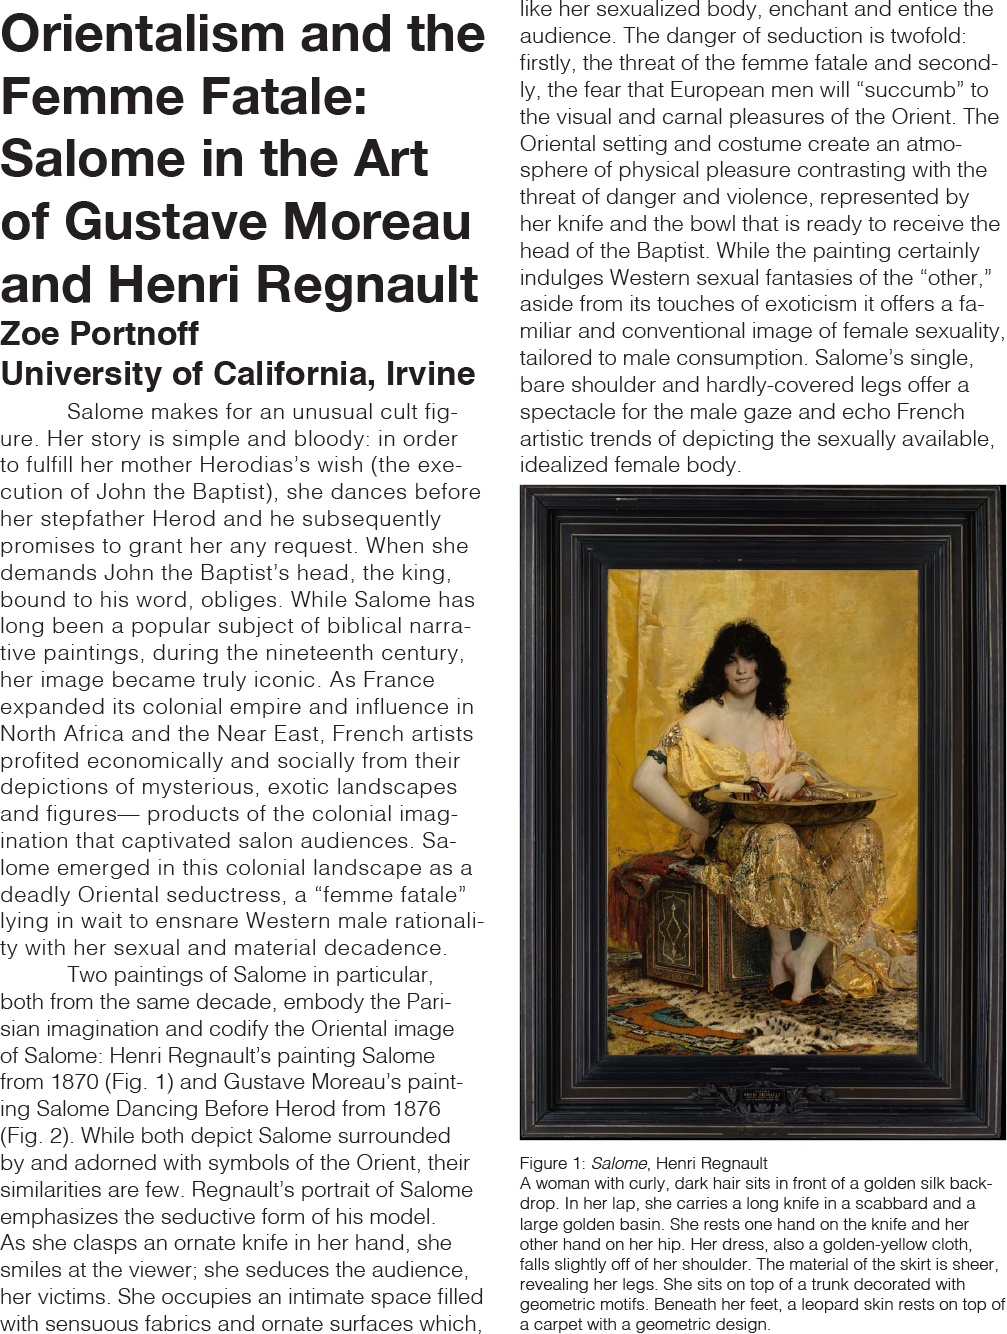 Orientalism and the
Femme Fatale:
Salome in the Art
of Gustave Moreau
and Henri Regnault
Zoe Portnoff
University of California, Irvine
Salome makes for an unusual cult fig-
ure. Her story is simple and bloody: in order
to fulfill her mother Herodias’s wish (the exe-
cution of John the Baptist), she dances before
her stepfather Herod and he subsequently
promises to grant her any request. When she
demands John the Baptist’s head, the king,
bound to his word, obliges. While Salome has
long been a popular subject of biblical narra-
tive paintings, during the nineteenth century,
her image became truly iconic. As France
expanded its colonial empire and influence in
North Africa and the Near East, French artists
profited economically and socially from their
depictions of mysterious, exotic landscapes
and figures— products of the colonial imag-
ination that captivated salon audiences. Sa-
lome emerged in this colonial landscape as a
deadly Oriental seductress, a “femme fatale”
lying in wait to ensnare Western male rationali-
ty with her sexual and material decadence.
Two paintings of Salome in particular,
both from the same decade, embody the Pari-
sian imagination and codify the Oriental image
of Salome: Henri Regnault’s painting Salome
from 1870 (Fig. 1) and Gustave Moreau’s paint-
ing Salome Dancing Before Herod from 1876
(Fig. 2). While both depict Salome surrounded
by and adorned with symbols of the Orient, their
similarities are few. Regnault’s portrait of Salome
emphasizes the seductive form of his model.
As she clasps an ornate knife in her hand, she
smiles at the viewer; she seduces the audience,
her victims. She occupies an intimate space filled
with sensuous fabrics and ornate surfaces which,
like her sexualized body, enchant and entice the
audience. The danger of seduction is twofold:
firstly, the threat of the femme fatale and second-
ly, the fear that European men will “succumb” to
the visual and carnal pleasures of the Orient. The
Oriental setting and costume create an atmo-
sphere of physical pleasure contrasting with the
threat of danger and violence, represented by
her knife and the bowl that is ready to receive the
head of the Baptist. While the painting certainly
indulges Western sexual fantasies of the “other,”
aside from its touches of exoticism it offers a fa-
miliar and conventional image of female sexuality,
tailored to male consumption. Salome’s single,
bare shoulder and hardly-covered legs offer a
spectacle for the male gaze and echo French
artistic trends of depicting the sexually available,
idealized female body.
Figure 1: Salome, Henri Regnault
A woman with curly, dark hair sits in front of a golden silk back-
drop. In her lap, she carries a long knife in a scabbard and a
large golden basin. She rests one hand on the knife and her
other hand on her hip. Her dress, also a golden-yellow cloth,
falls slightly off of her shoulder. The material of the skirt is sheer,
revealing her legs. She sits on top of a trunk decorated with
geometric motifs. Beneath her feet, a leopard skin rests on top of
a carpet with a geometric design.